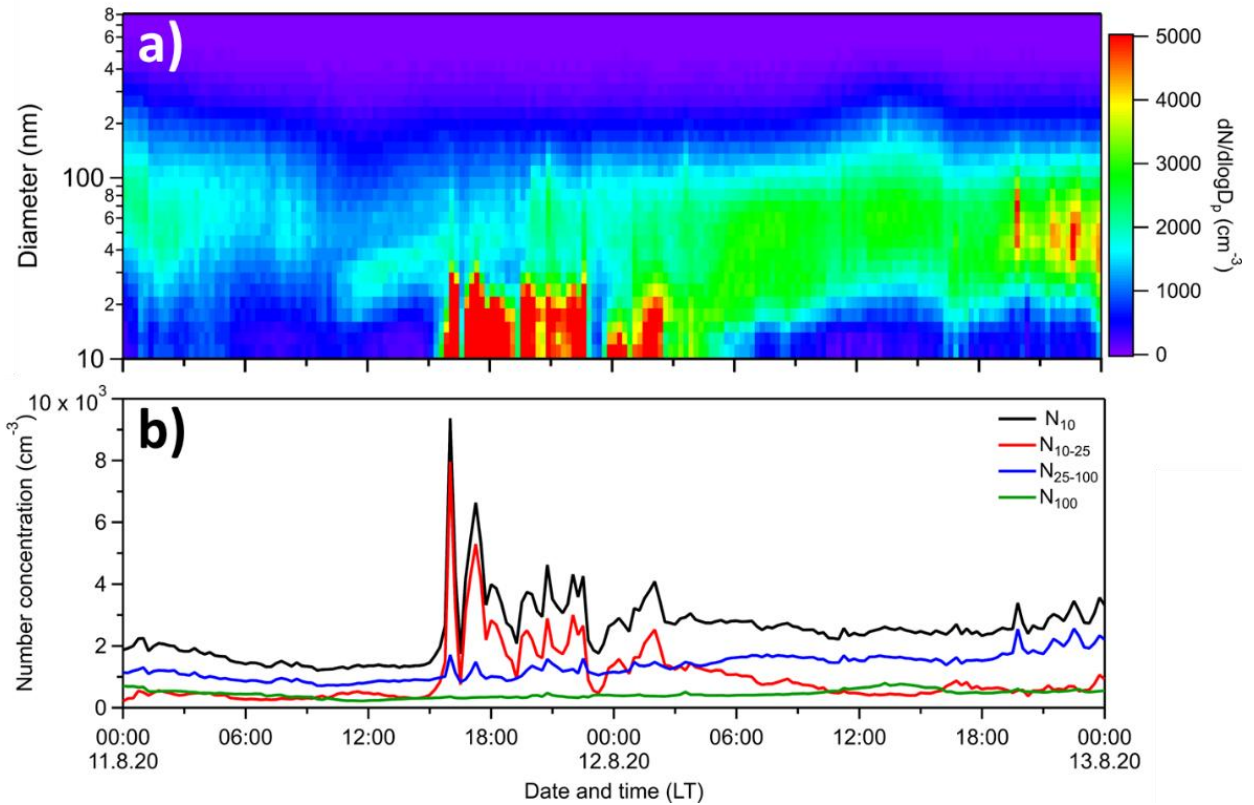 a)
8
6
4
2
100
8
6
4
2
10
Diameter (nm)
5000
4000
3000
2000
1000
0
dN/dlogDp (cm-3)
b)
10 x 10³
8
6
4
2
0
Number concentration (cm-3)
N10
N10-25
N25-100
N100
00:00 06:00 12:00 18:00 00:00 06:00 12:00 18:00 00:00
11.8.20 12.8.20 13.8.20
Date and time (LT)